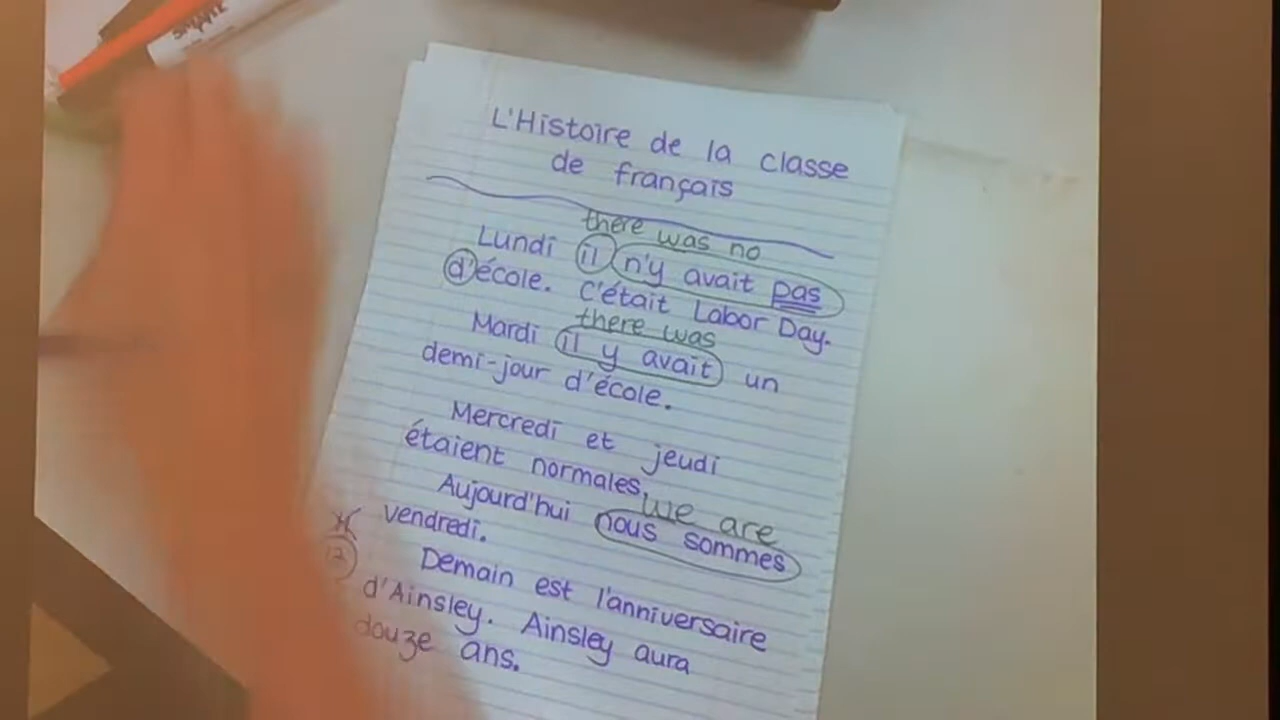 SMART
L'Histoire de la classe
de français
there was no
Lundi il n'y avait pas
d'école. C'était Labor Day.
there was
Mardi il y avait un
demi-jour d'école.
Mercredi et jeudi
étaient normales.
we are
Aujourd'hui nous sommes
vendredi.
Demain est l'anniversaire
12
d'Ainsley. Ainsley aura
douze ans.